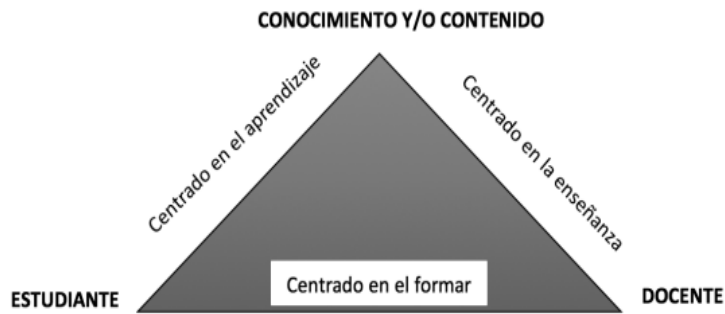 CONOCIMIENTO Y/O CONTENIDO
Centrado en el aprendizaje
Centrado en la enseñanza
Centrado en el formar
ESTUDIANTE
DOCENTE